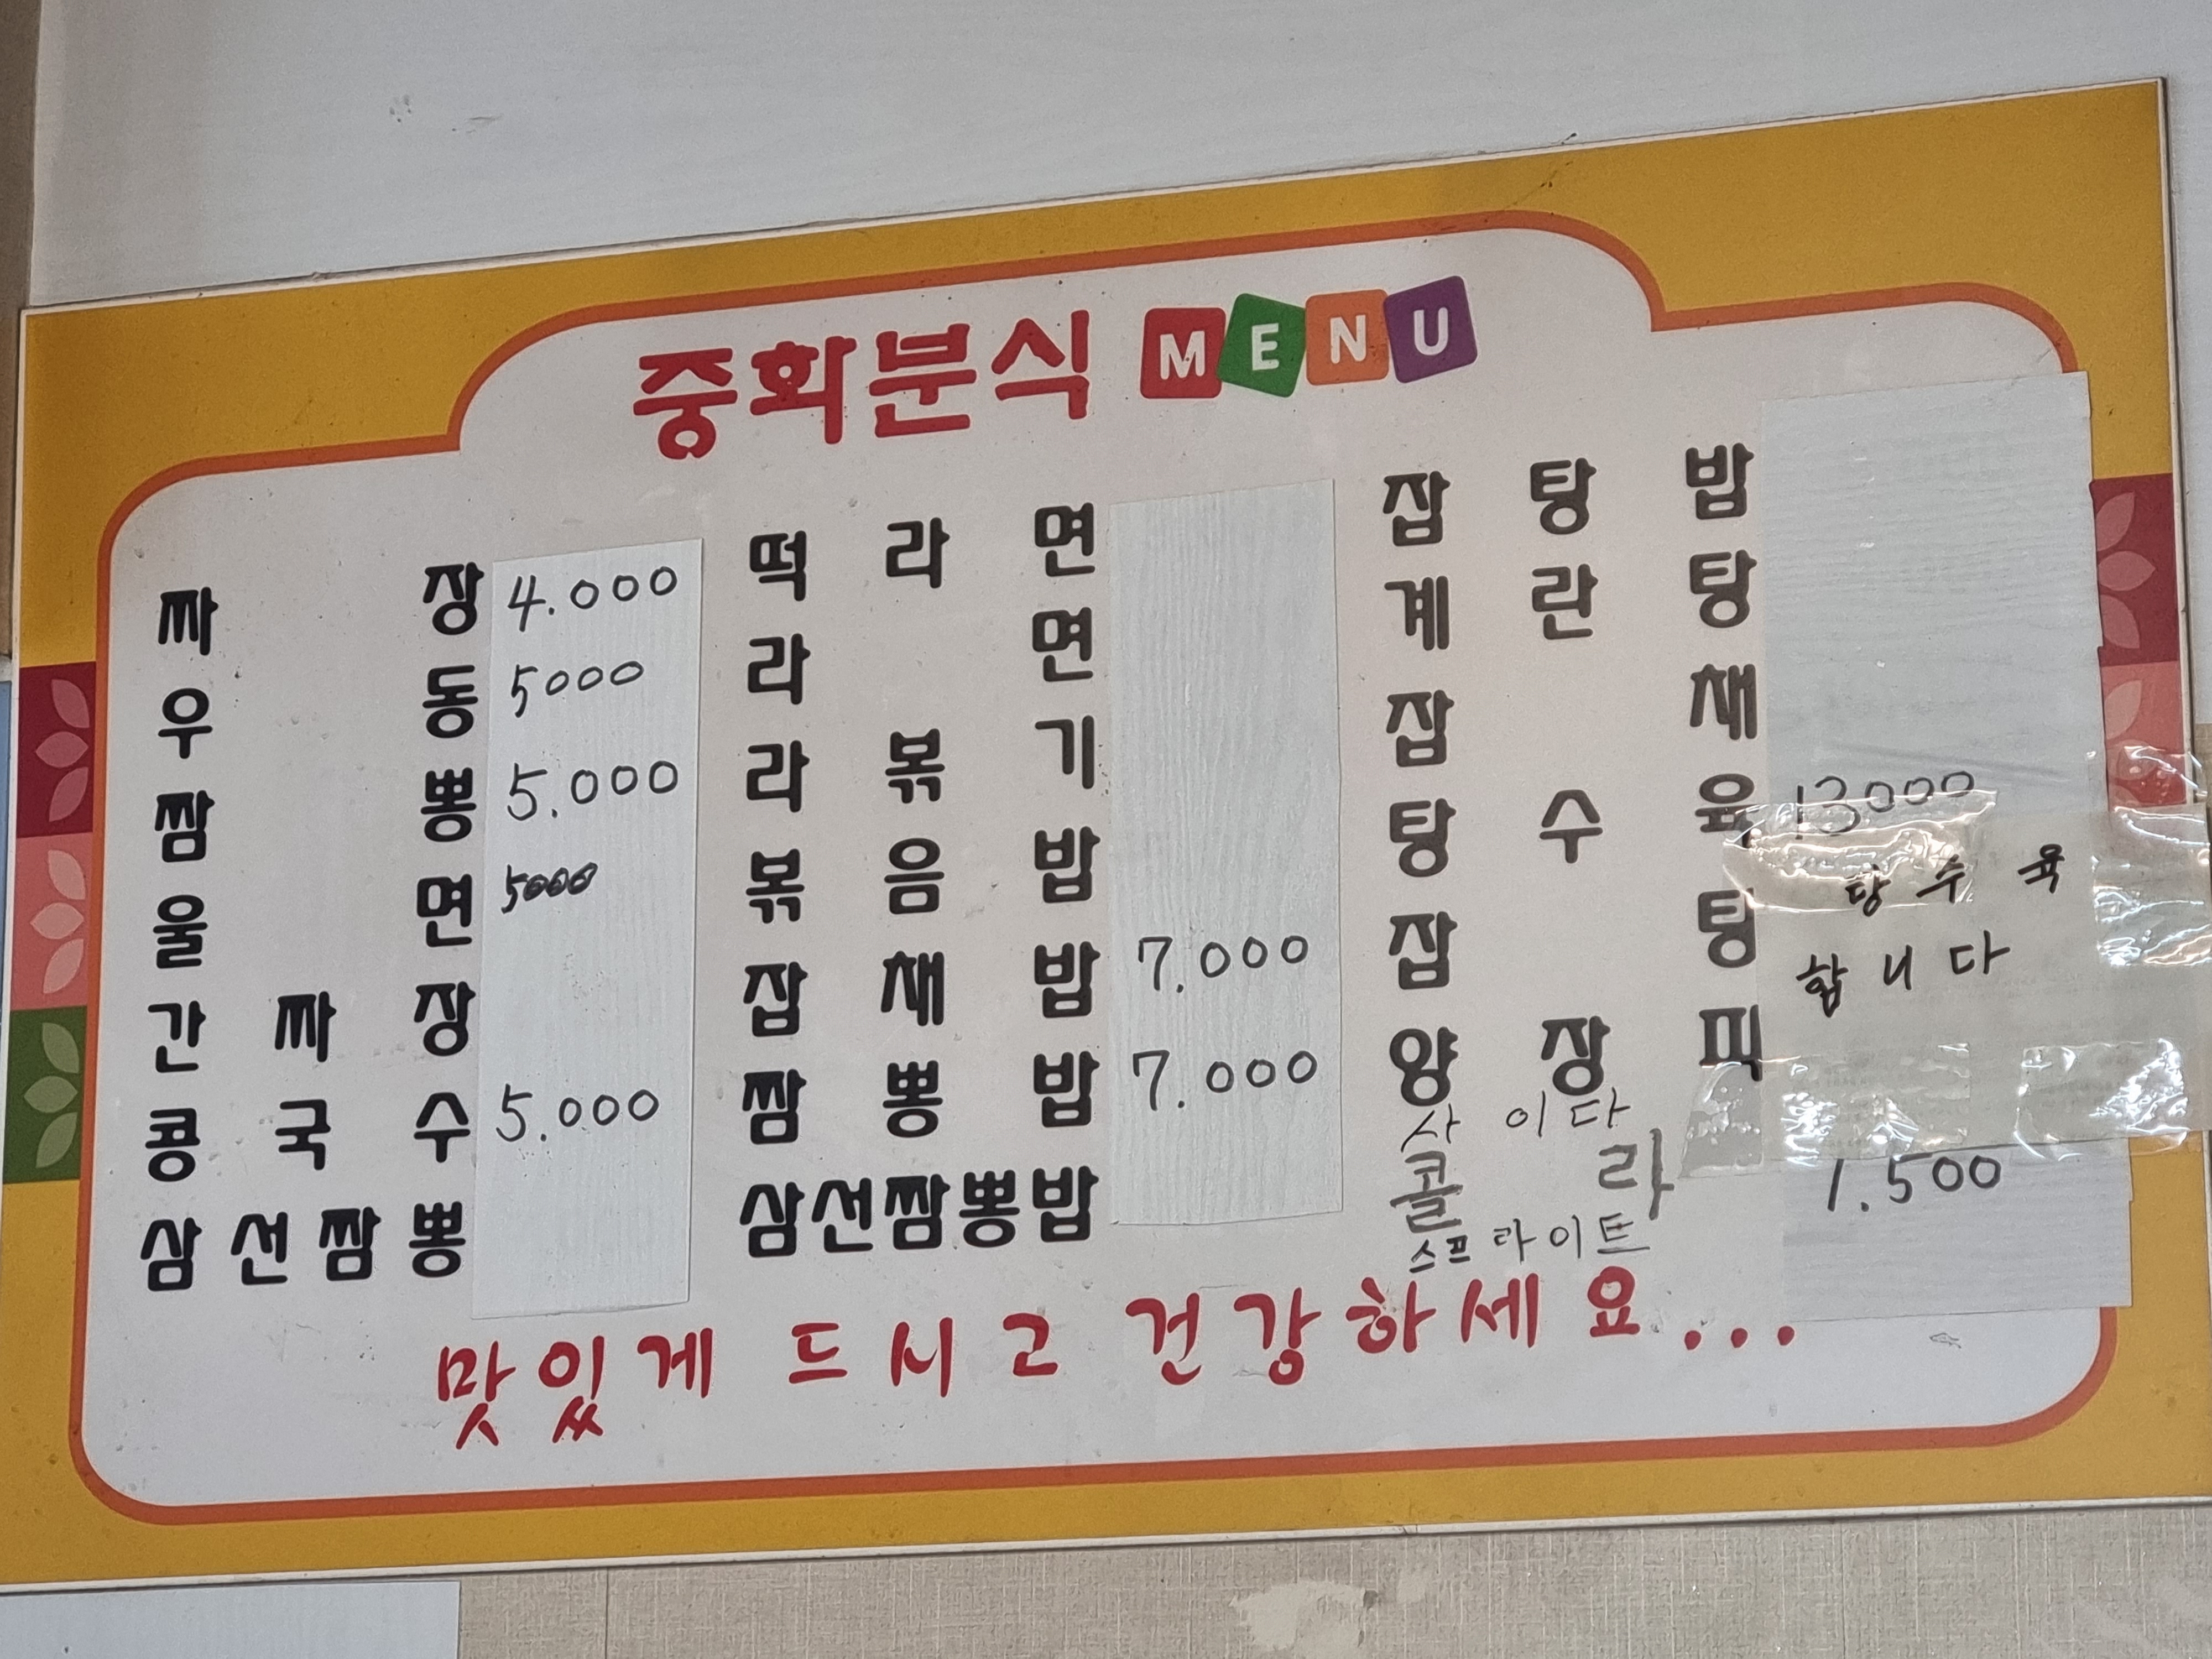 중화분식 MENU
짜장 4.000
우동 5000
짬뽕 5.000
울면 5000
간짜장
콩국수 5.000
삼선짬뽕
떡라면
라면
라볶기
볶음밥
잡채밥 7.000
짬뽕밥 7.000
삼선짬뽕밥
잡탕밥
계란탕
잡채
탕수육 13000
탕수육
합니다
잡탕
양장피
사이다
콜라 1.500
스프라이트
맛있게 드시고 건강하세요...